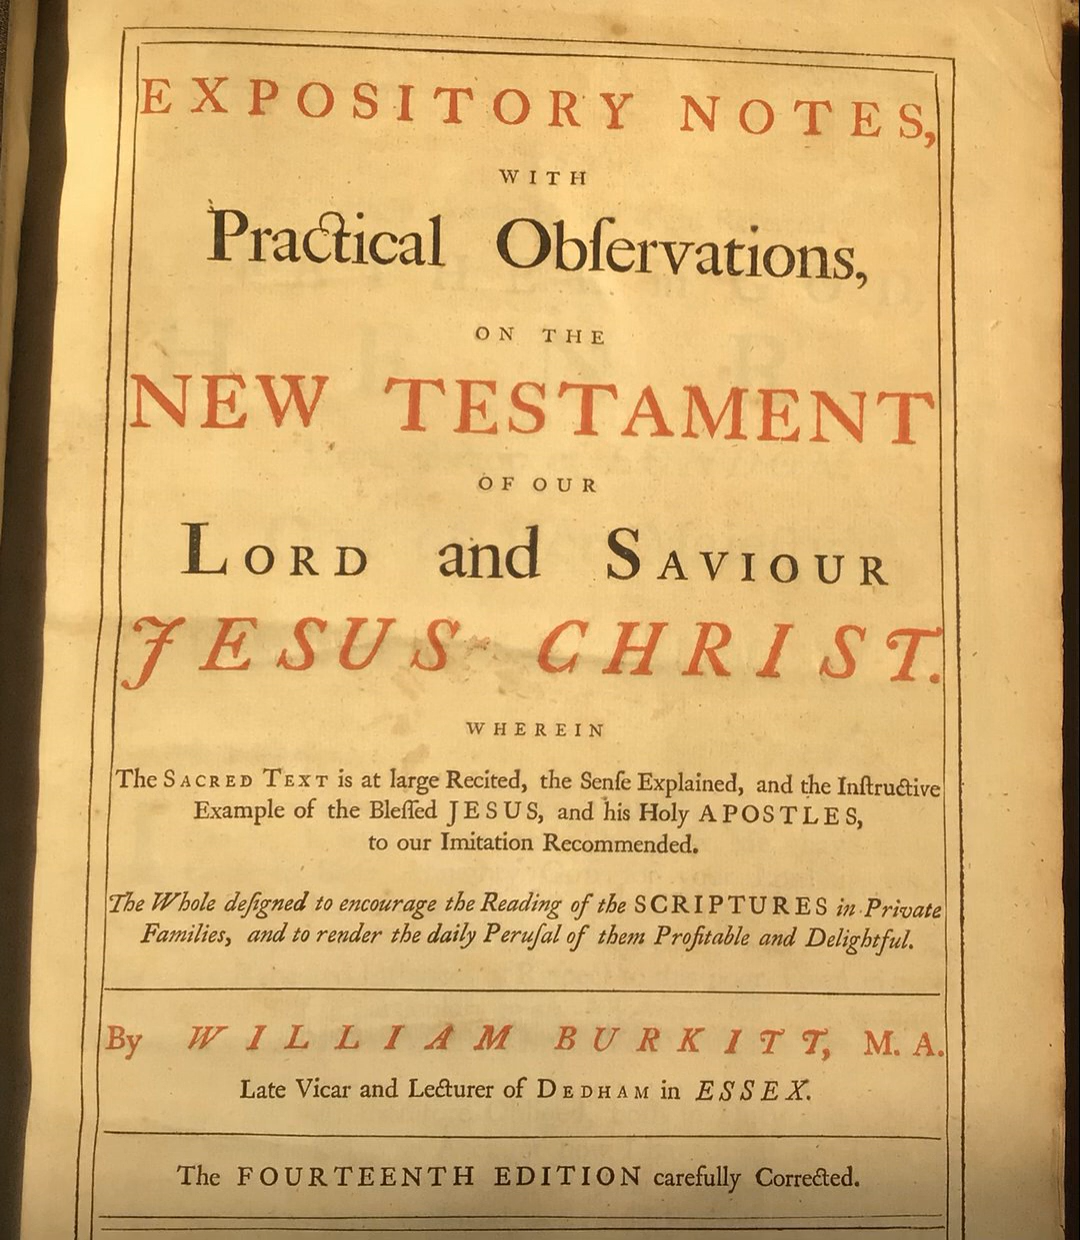 EXPOSITORY NOTES,
WITH
Practical Obſervations,
ON THE
NEW TESTAMENT
OF OUR
LORD and SAVIOUR
JESUS CHRIST.
WHEREIN
The SACRED TEXT is at large Recited, the Senſe Explained, and the Inſtructive
Example of the Bleſſed JESUS, and his Holy APOSTLES,
to our Imitation Recommended.
The Whole deſigned to encourage the Reading of the SCRIPTURES in Private
Families, and to render the daily Peruſal of them Profitable and Delightful.
By WILLIAM BURKITT, M. A.
Late Vicar and Lecturer of DEDHAM in ESSEX.
The FOURTEENTH EDITION carefully Corrected.